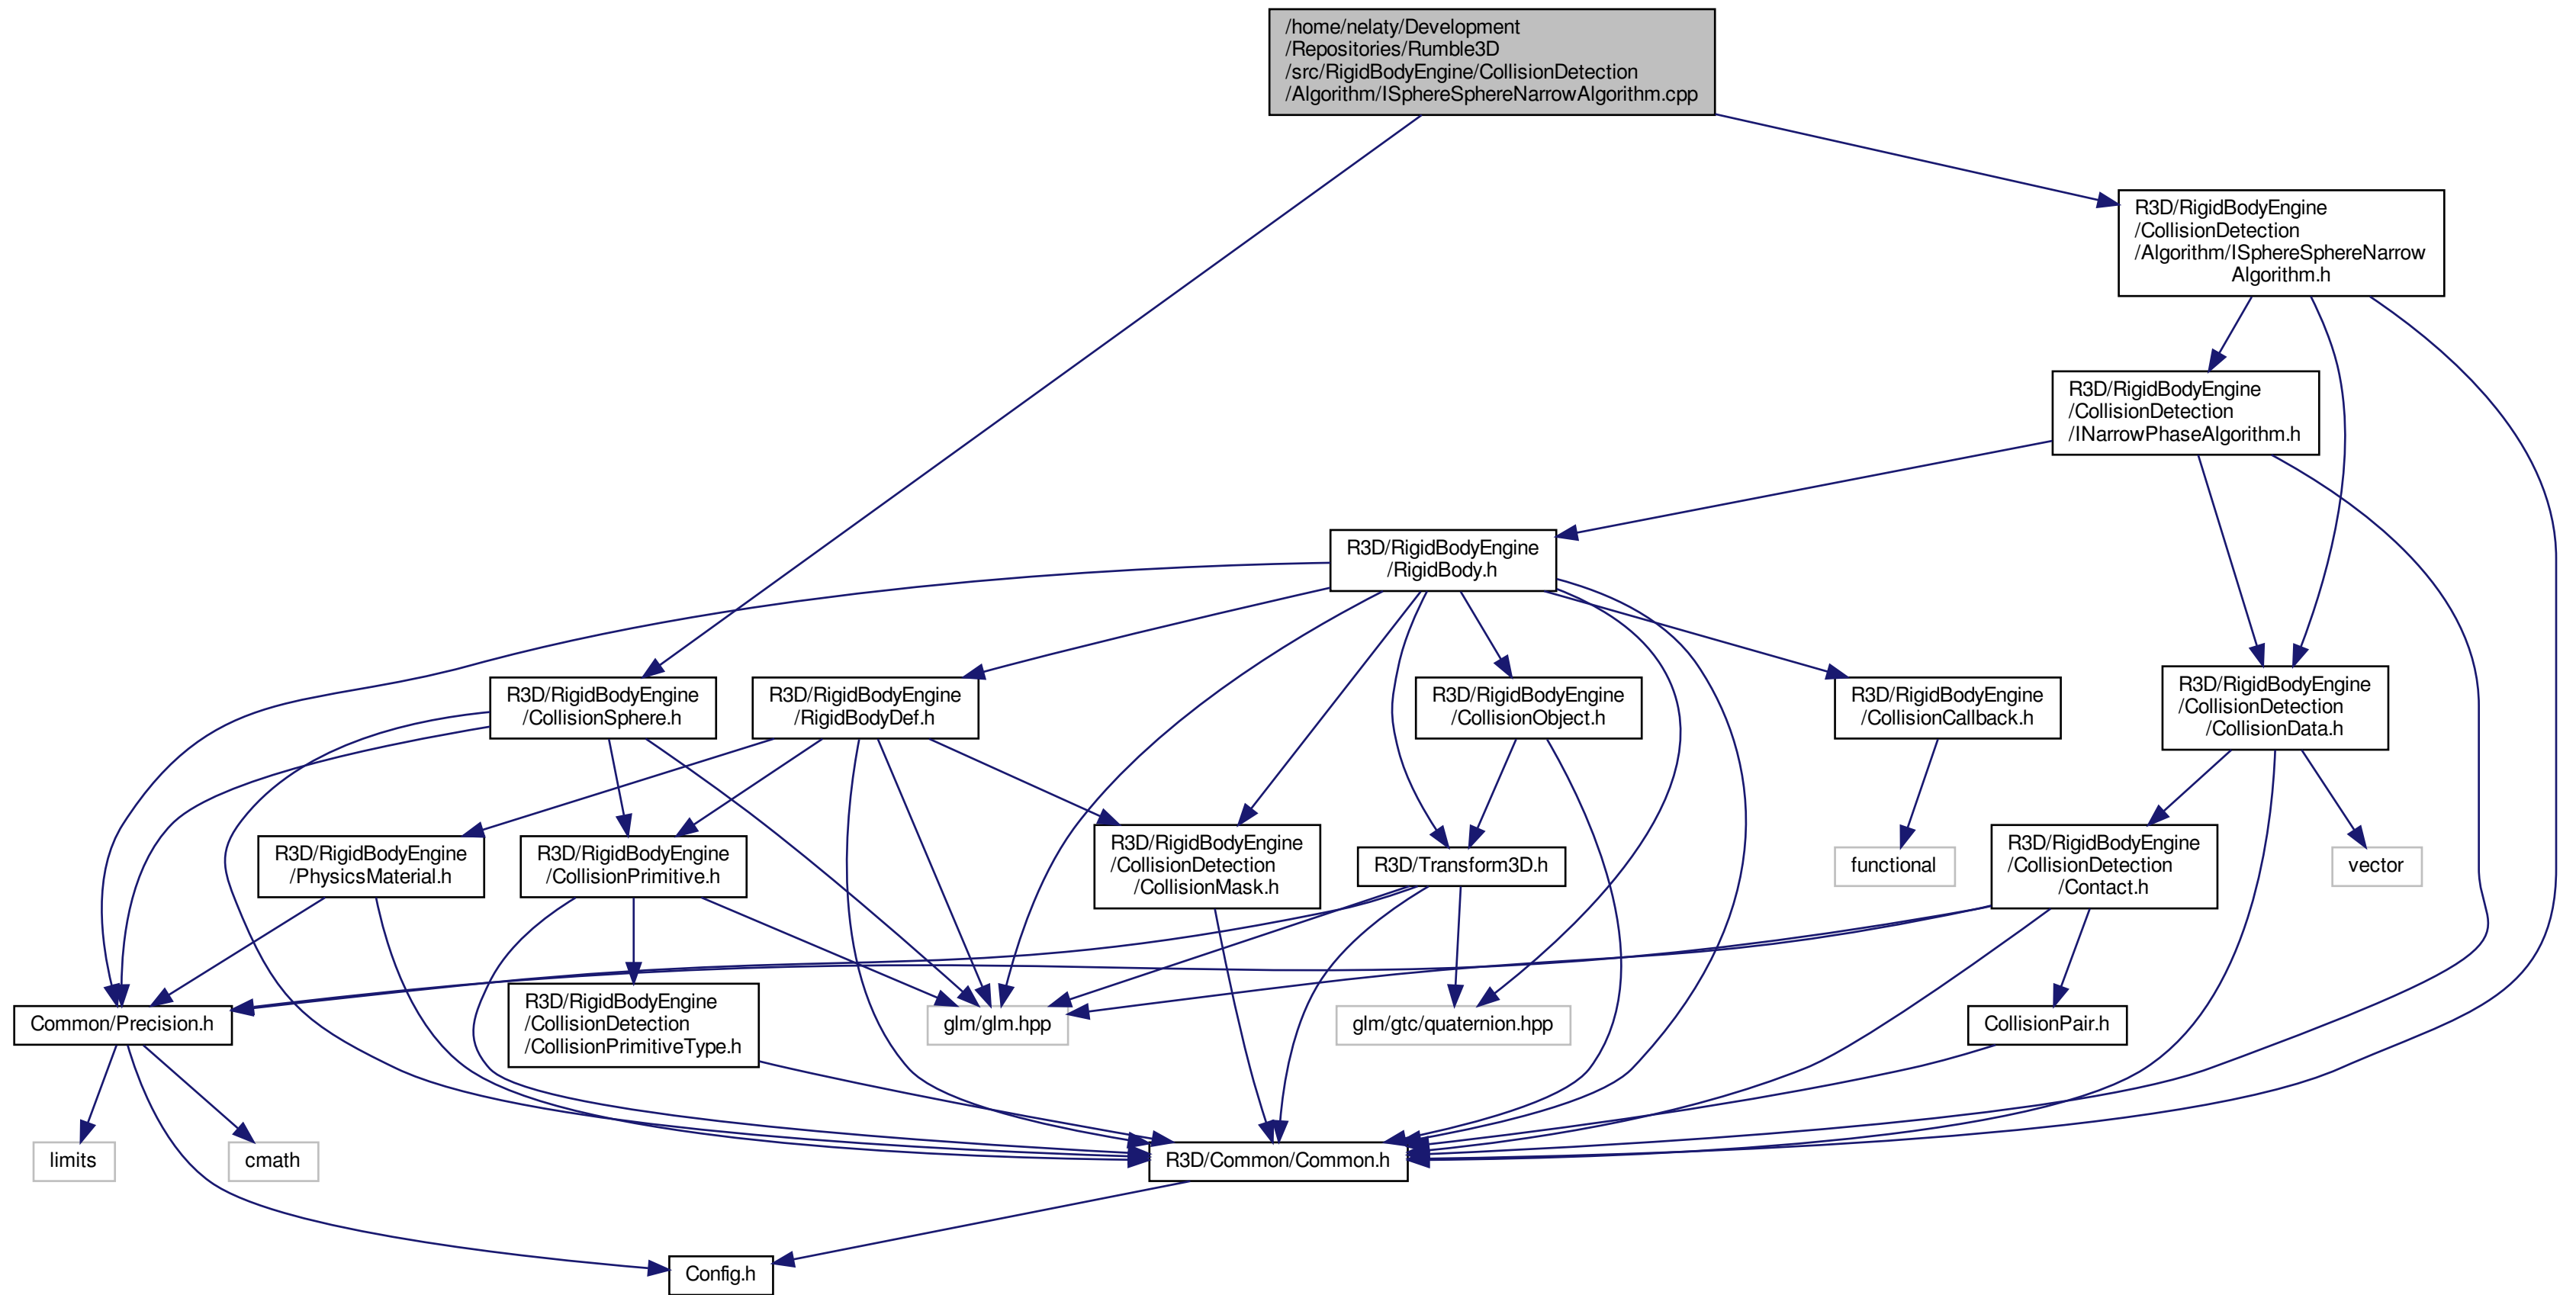 /home/nelaty/Development
/Repositories/Rumble3D
/src/RigidBodyEngine/CollisionDetection
/Algorithm/ISphereSphereNarrowAlgorithm.cpp
R3D/RigidBodyEngine
/CollisionDetection
/Algorithm/ISphereSphereNarrow
Algorithm.h
R3D/RigidBodyEngine
/CollisionDetection
/INarrowPhaseAlgorithm.h
R3D/RigidBodyEngine
/RigidBody.h
R3D/RigidBodyEngine
/CollisionSphere.h
R3D/RigidBodyEngine
/RigidBodyDef.h
R3D/RigidBodyEngine
/CollisionObject.h
R3D/RigidBodyEngine
/CollisionCallback.h
R3D/RigidBodyEngine
/CollisionDetection
/CollisionData.h
R3D/RigidBodyEngine
/PhysicsMaterial.h
R3D/RigidBodyEngine
/CollisionPrimitive.h
R3D/RigidBodyEngine
/CollisionDetection
/CollisionMask.h
R3D/Transform3D.h
functional
R3D/RigidBodyEngine
/CollisionDetection
/Contact.h
vector
Common/Precision.h
R3D/RigidBodyEngine
/CollisionDetection
/CollisionPrimitiveType.h
glm/glm.hpp
glm/gtc/quaternion.hpp
CollisionPair.h
limits
cmath
R3D/Common/Common.h
Config.h